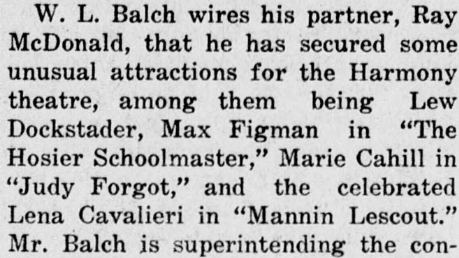 W. L. Balch wires his partner, Ray
McDonald, that he has secured some
unusual attractions for the Harmony
theatre, among them being Lew
Dockstader, Max Figman in "The
Hosier Schoolmaster," Marie Cahill in
"Judy Forgot," and the celebrated
Lena Cavalieri in "Mannin Lescout."
Mr. Balch is superintending the con-